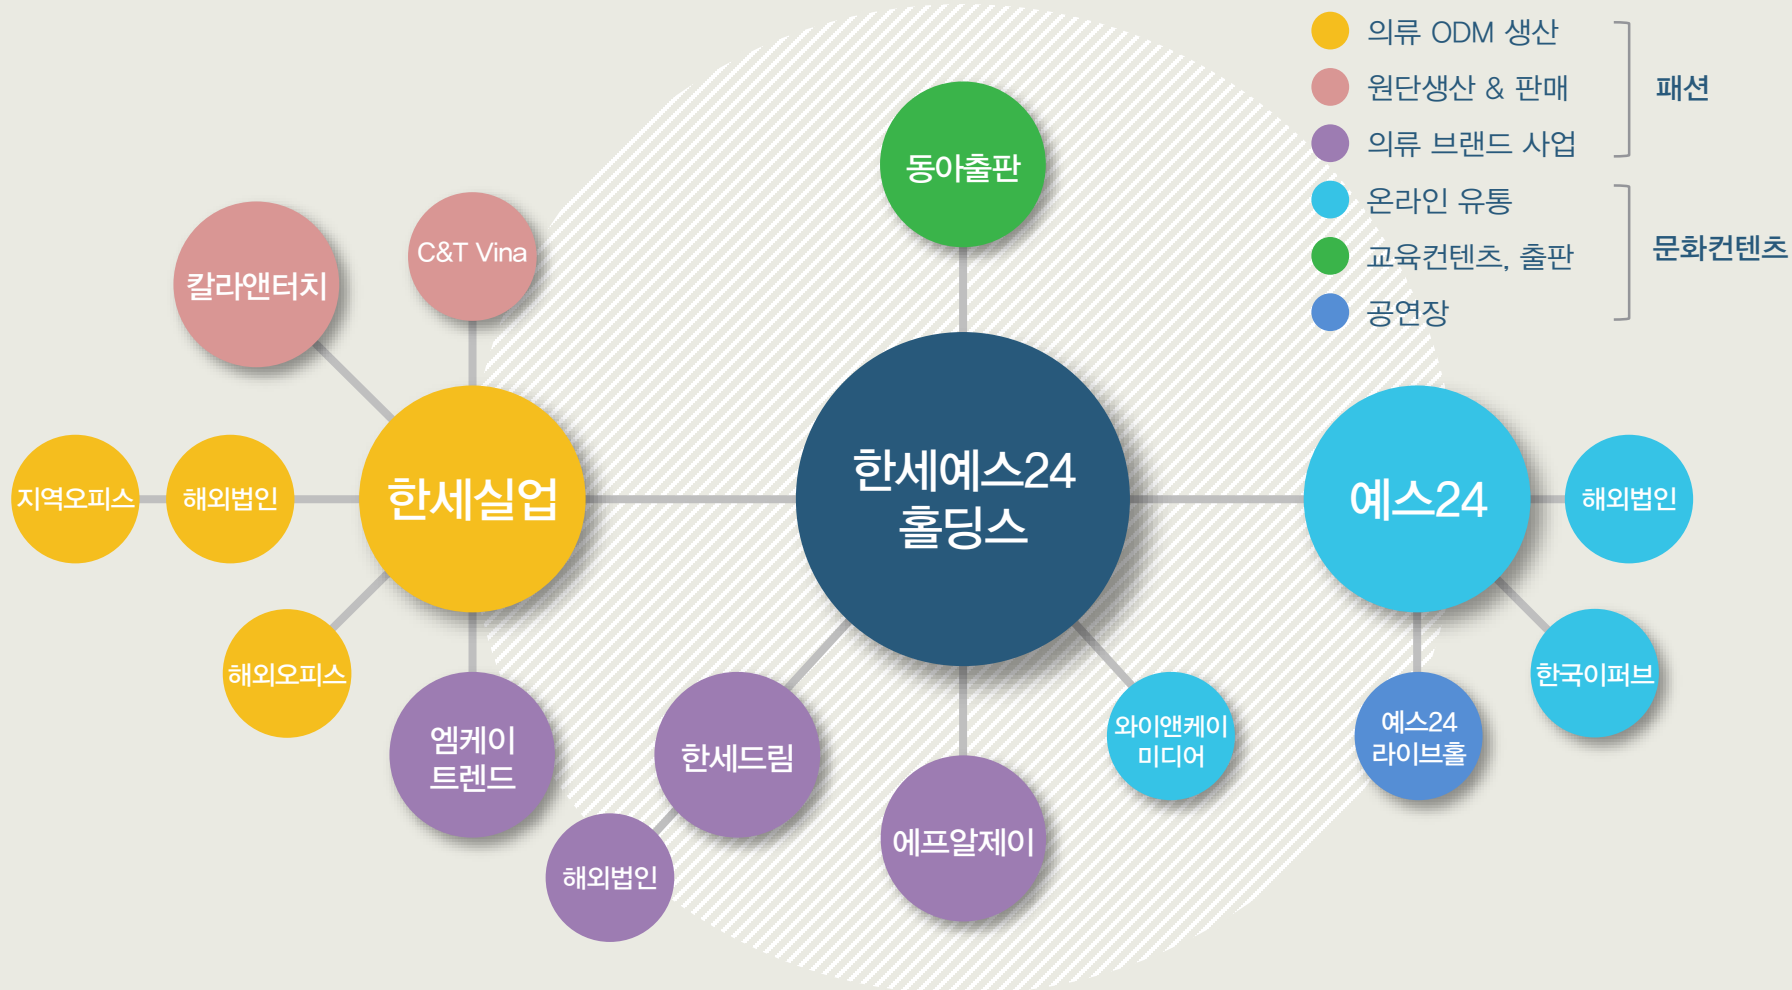 의류 ODM 생산
원단생산 & 판매
의류 브랜드 사업
패션
온라인 유통
교육컨텐츠, 출판
공연장
문화컨텐츠
동아출판
C&T Vina
칼라앤터치
지역오피스
해외법인
한세실업
한세예스24
홀딩스
예스24
해외법인
해외오피스
엠케이
트렌드
한세드림
해외법인
에프알제이
와이앤케이
미디어
예스24
라이브홀
한국이퍼브